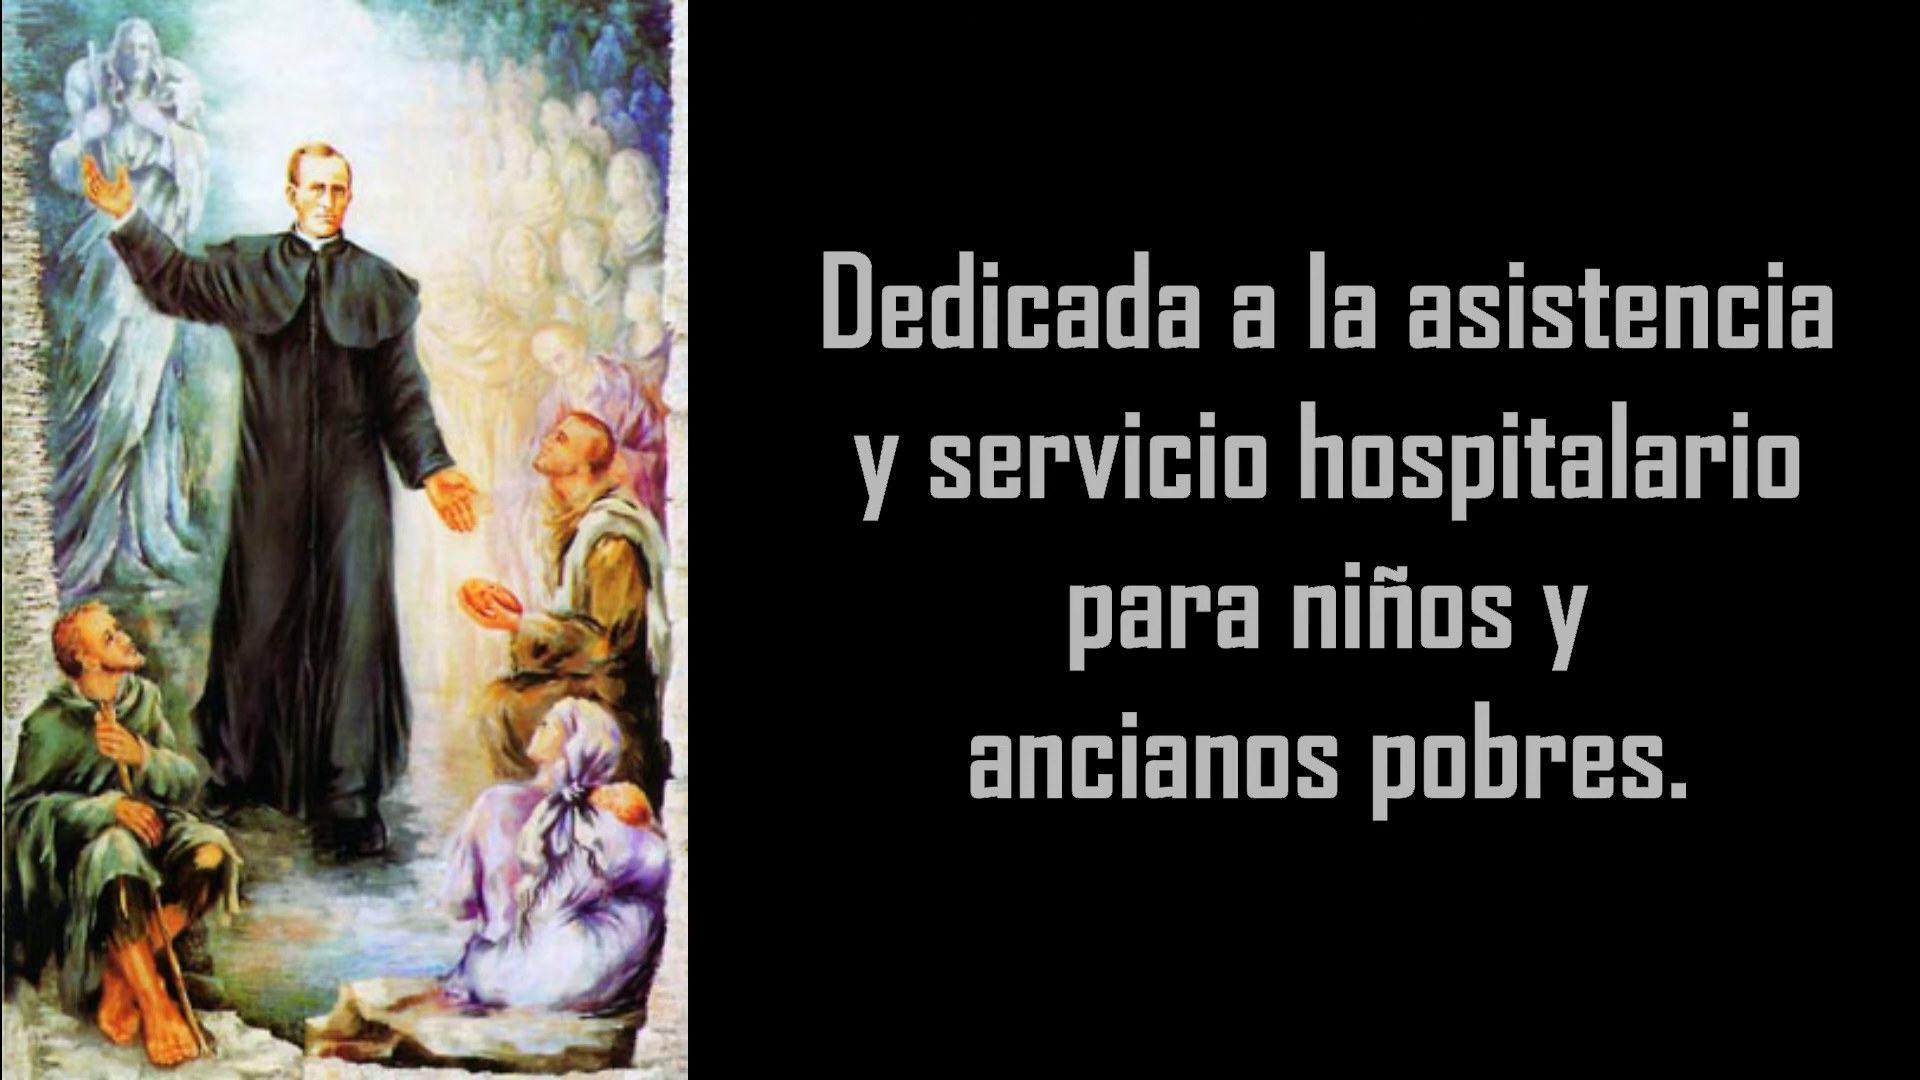 Dedicada a la asistencia
y servicio hospitalario
para niños y
ancianos pobres.